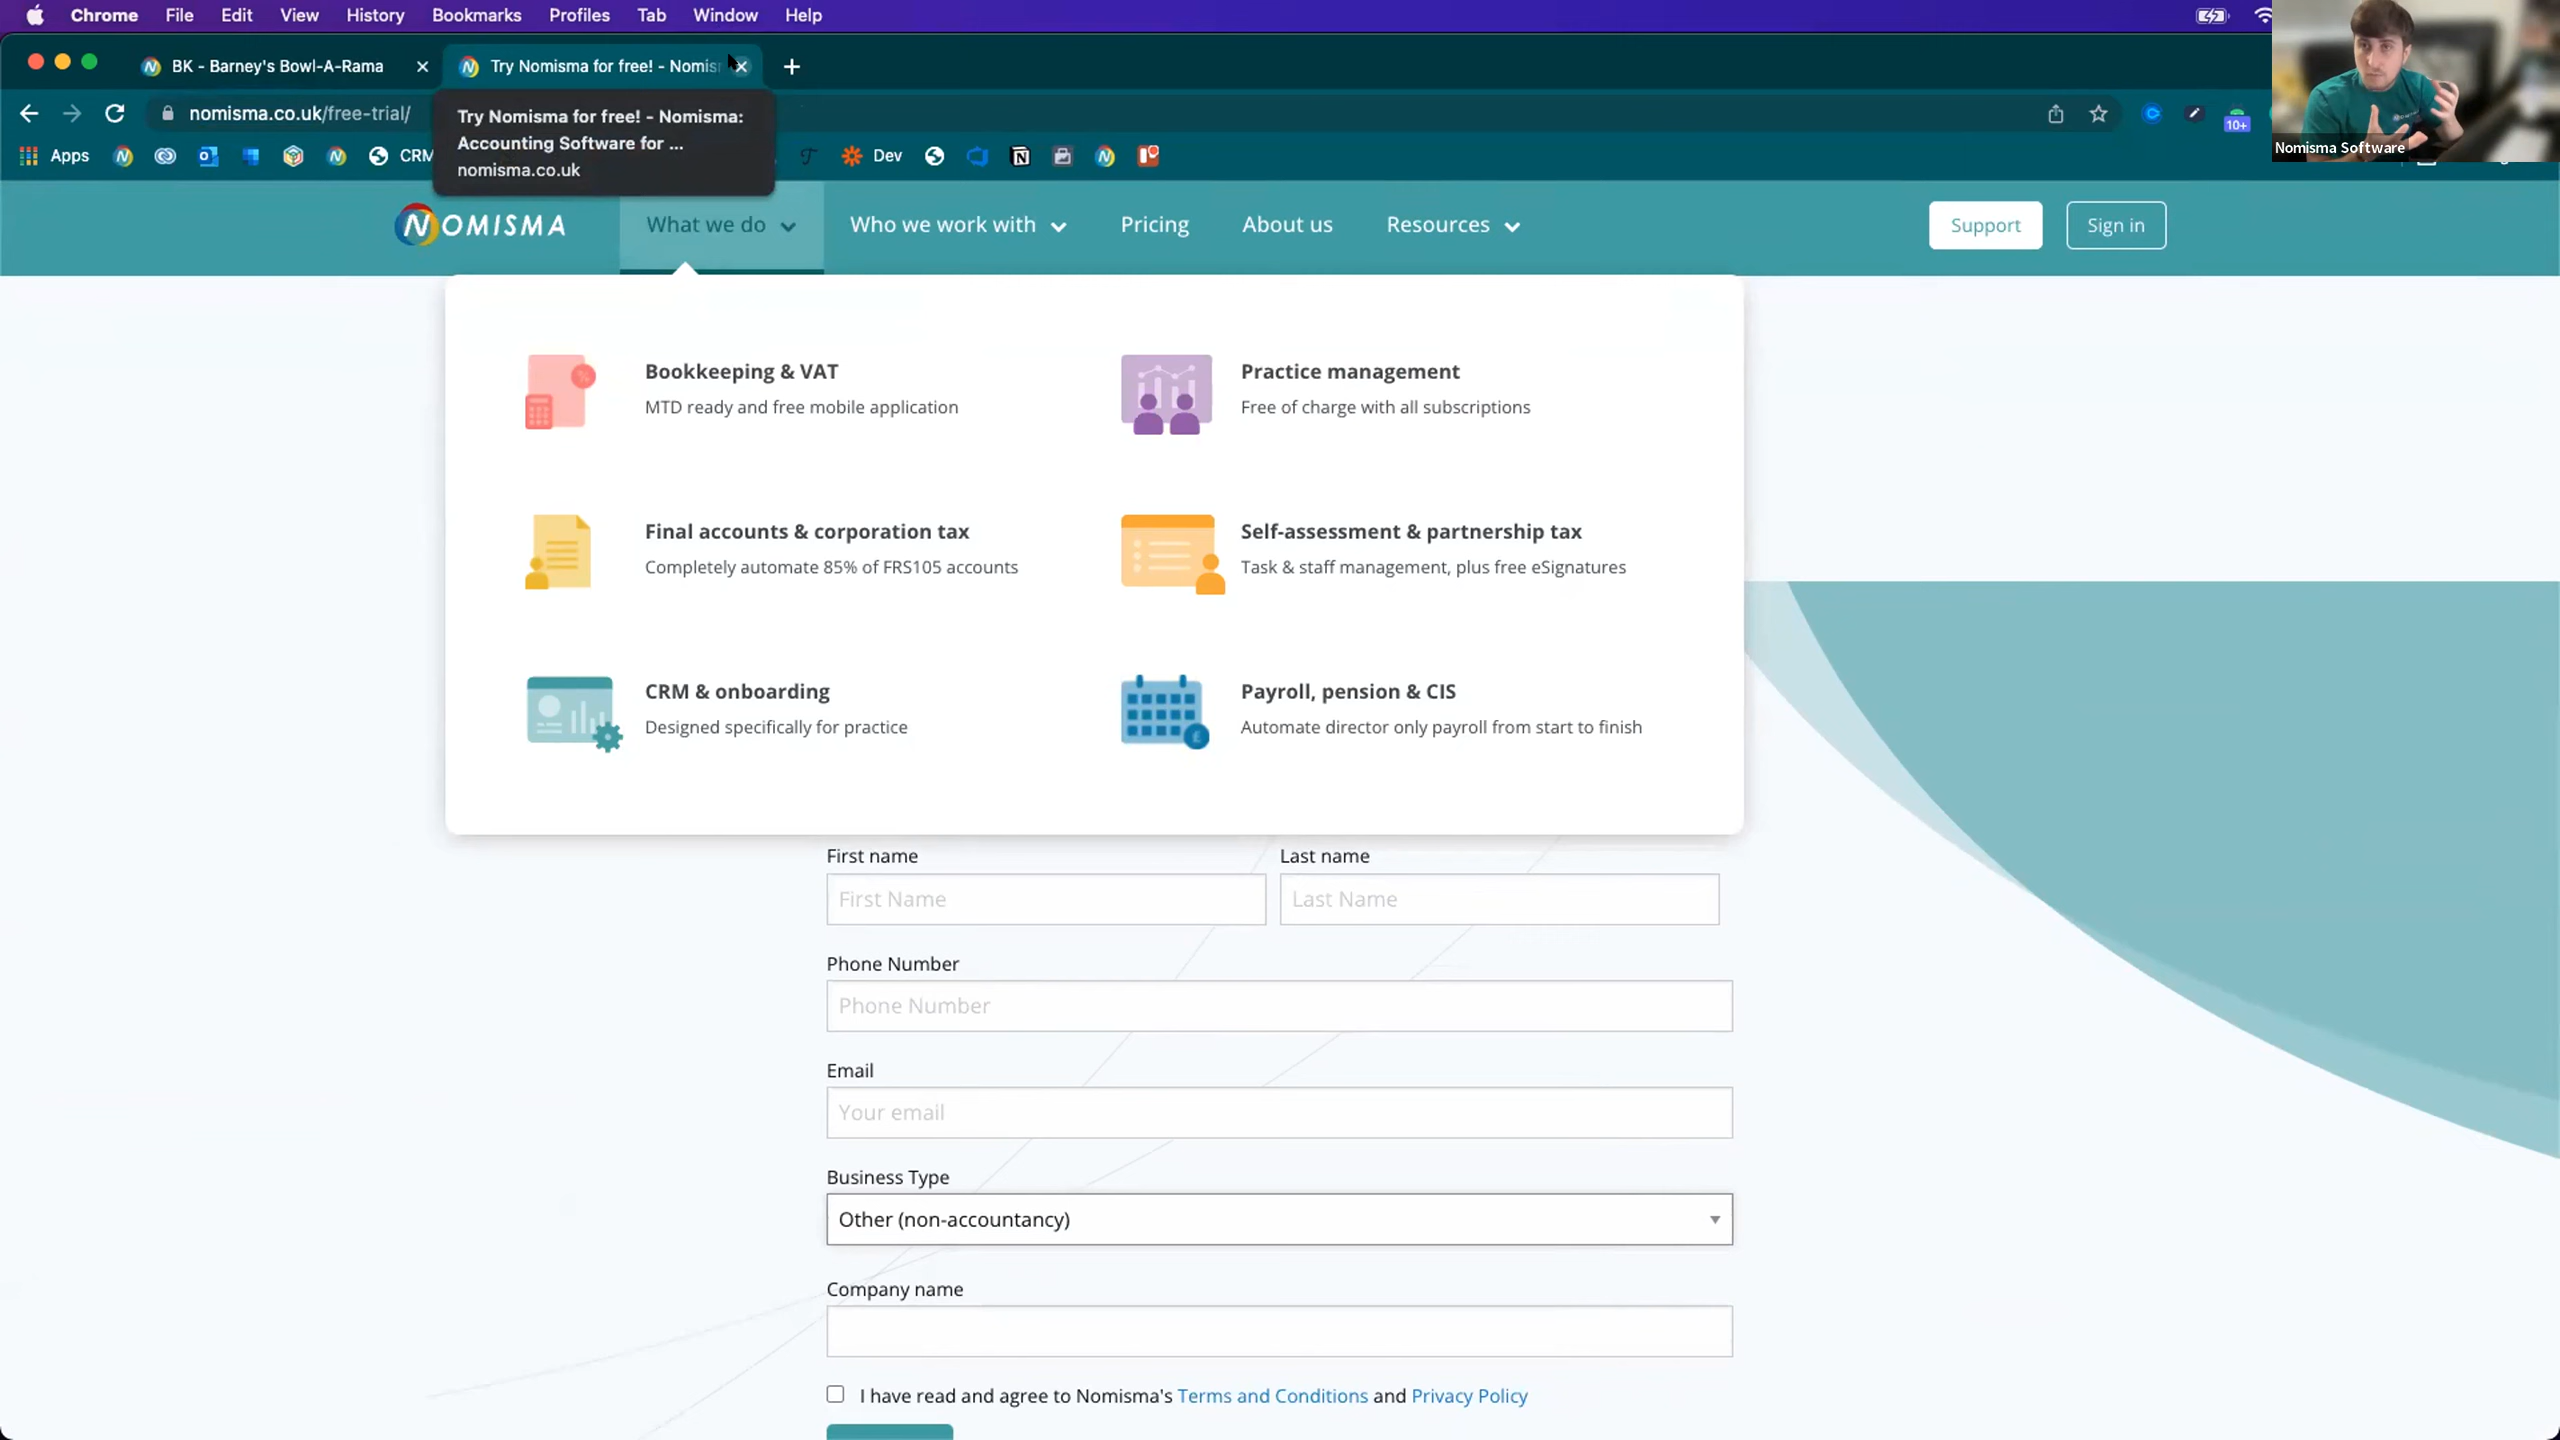 Chrome File Edit View History Bookmarks Profiles Tab Window Help
BK - Barney's Bowl-A-Rama
Try Nomisma for free! - Nomis
nomisma.co.uk/free-trial/
Try Nomisma for free! - Nomisma:
Accounting Software for ...
nomisma.co.uk
10+
Apps
CRM
Dev
Nomisma Software
NOMISMA
What we do
Who we work with
Pricing
About us
Resources
Support
Sign in
Bookkeeping & VAT
MTD ready and free mobile application
Practice management
Free of charge with all subscriptions
Final accounts & corporation tax
Completely automate 85% of FRS105 accounts
Self-assessment & partnership tax
Task & staff management, plus free eSignatures
CRM & onboarding
Designed specifically for practice
Payroll, pension & CIS
Automate director only payroll from start to finish
First name
Last name
First Name
Last Name
Phone Number
Phone Number
Email
Your email
Business Type
Other (non-accountancy)
Company name
I have read and agree to Nomisma's Terms and Conditions and Privacy Policy